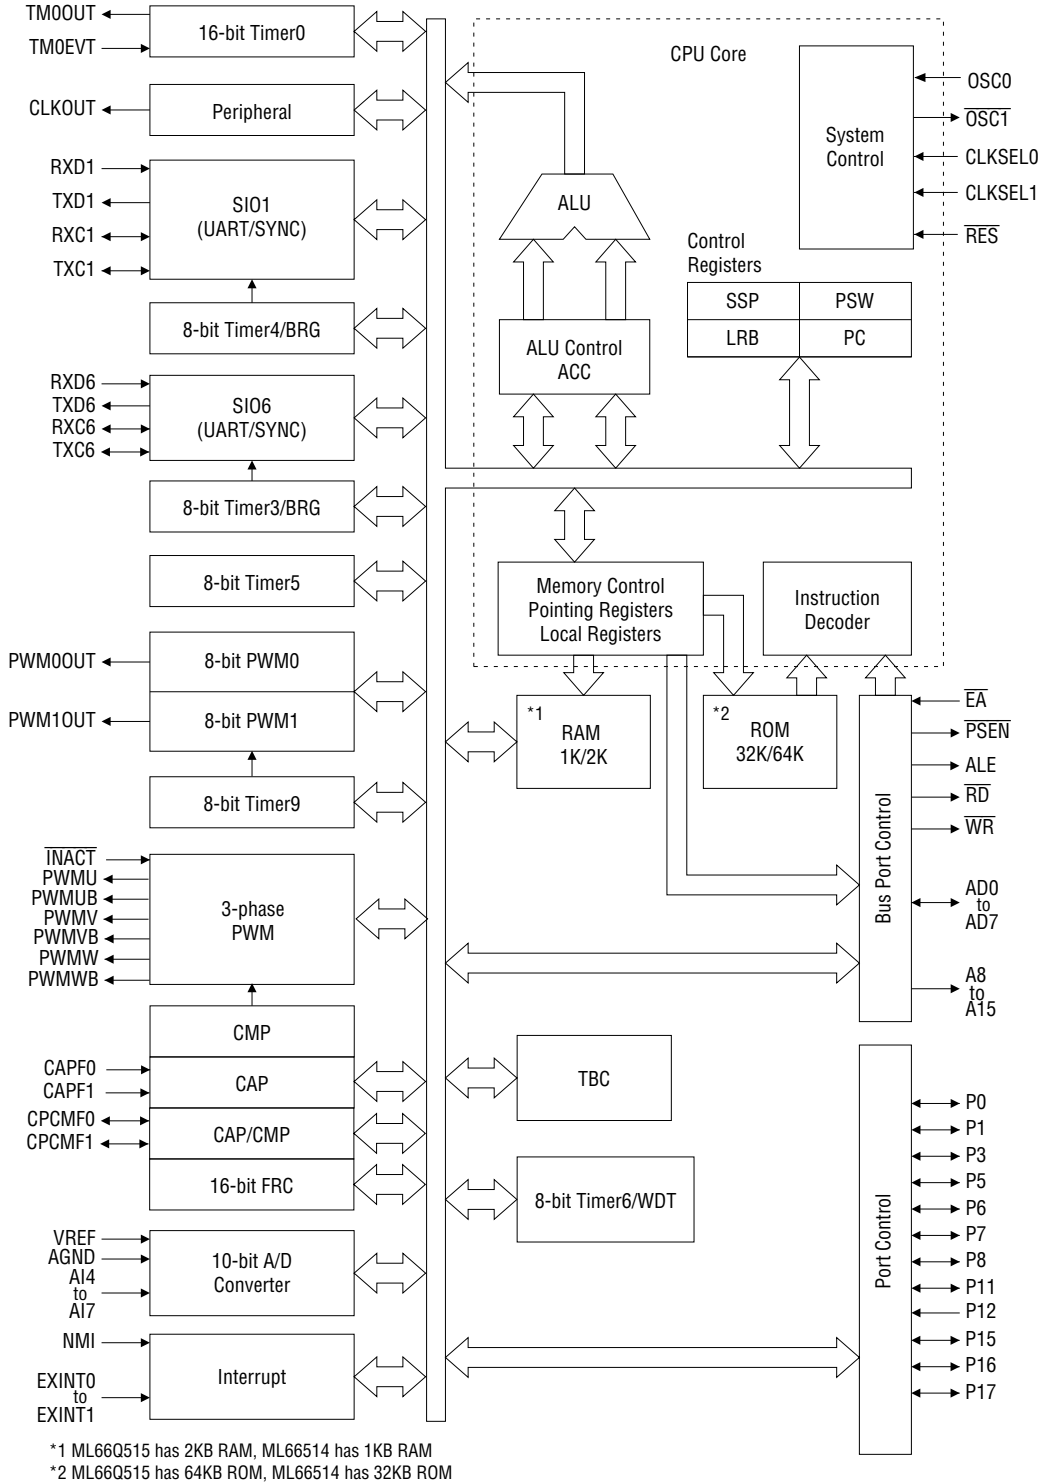 TM0OUT
TM0EVT
16-bit Timer0
CLKOUT
Peripheral
RXD1
TXD1
RXC1
TXC1
SIO1
(UART/SYNC)
8-bit Timer4/BRG
RXD6
TXD6
RXC6
TXC6
SIO6
(UART/SYNC)
8-bit Timer3/BRG
8-bit Timer5
PWM0OUT
8-bit PWM0
PWM1OUT
8-bit PWM1
8-bit Timer9
INACT
PWMU
PWMUB
PWMV
PWMVB
PWMW
PWMWB
3-phase
PWM
CMP
CAPF0
CAPF1
CAP
CPCMF0
CPCMF1
CAP/CMP
16-bit FRC
VREF
AGND
AI4
to
AI7
10-bit A/D
Converter
NMI
EXINT0
to
EXINT1
Interrupt
CPU Core
ALU
ALU Control
ACC
Control
Registers
SSP
PSW
LRB
PC
System
Control
OSC0
OSC1
CLKSEL0
CLKSEL1
RES
Memory Control
Pointing Registers
Local Registers
Instruction
Decoder
*1
RAM
1K/2K
*2
ROM
32K/64K
Bus Port Control
EA
PSEN
ALE
RD
WR
AD0
to
AD7
A8
to
A15
TBC
8-bit Timer6/WDT
Port Control
P0
P1
P3
P5
P6
P7
P8
P11
P12
P15
P16
P17
*1 ML66Q515 has 2KB RAM, ML66514 has 1KB RAM
*2 ML66Q515 has 64KB ROM, ML66514 has 32KB ROM